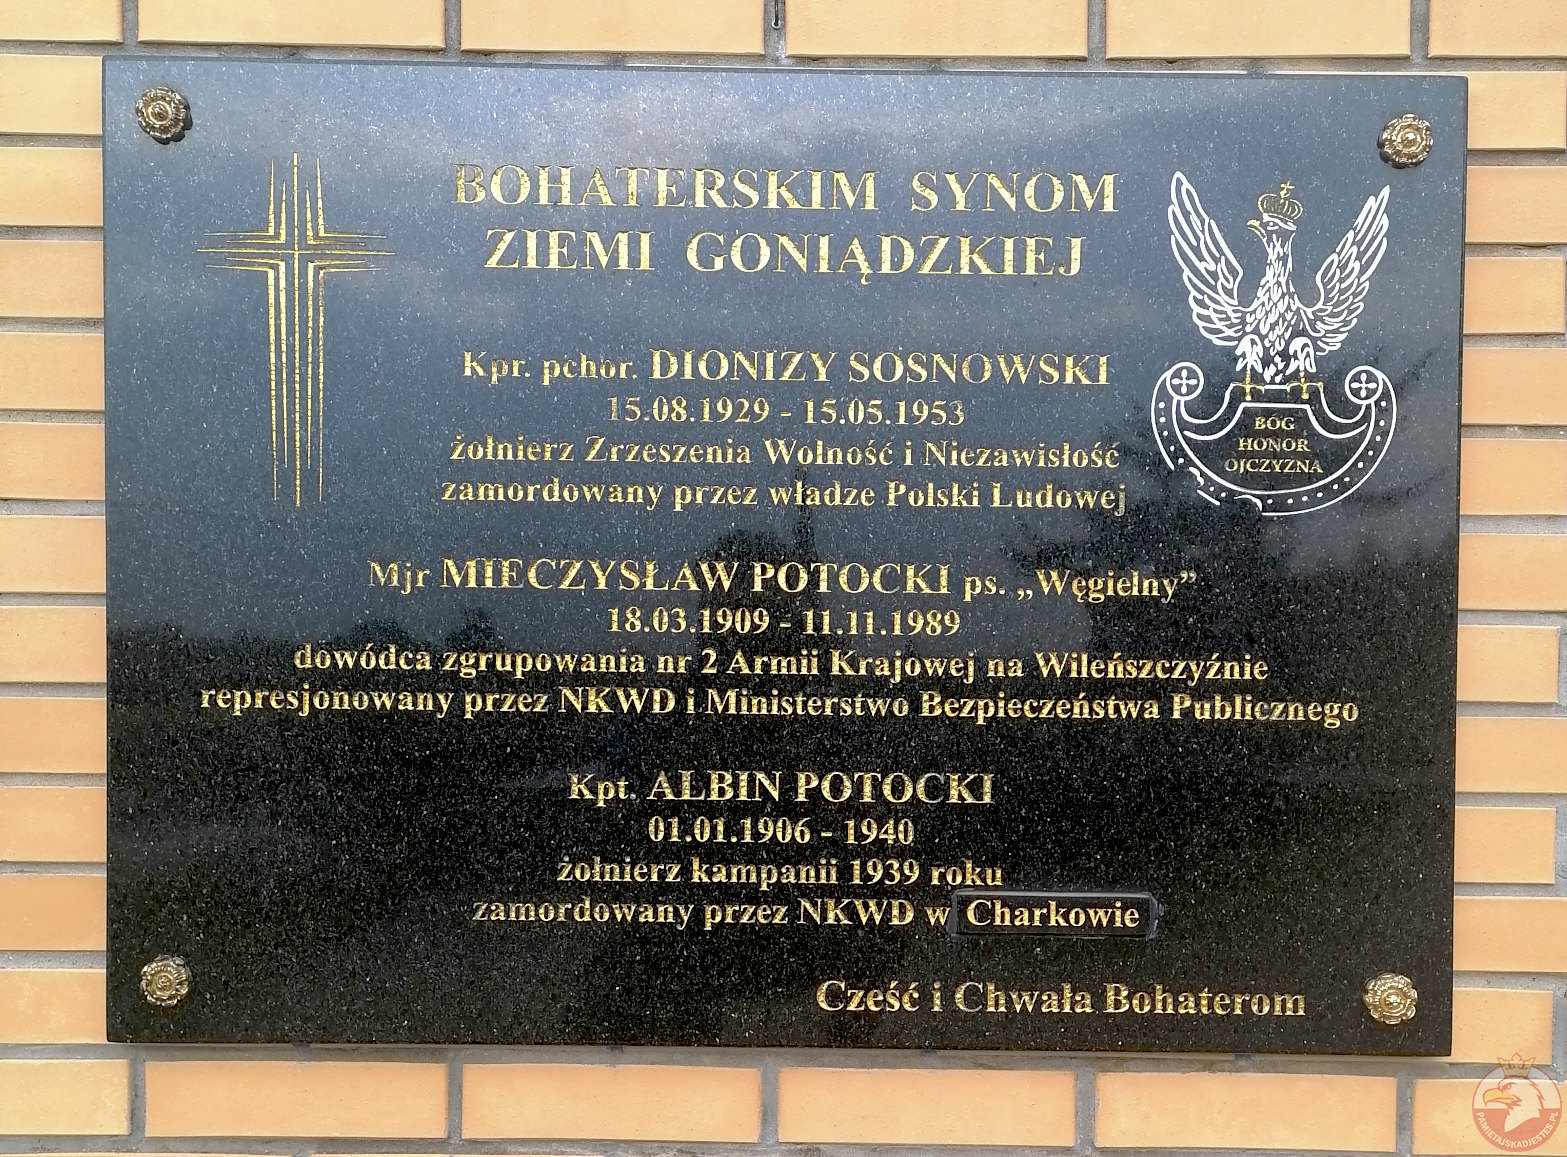 BOHATERSKIM SYNOM
ZIEMI GONIĄDZKIEJ
BÓG
HONOR
OJCZYZNA
Kpr. pchor. DIONIZY SOSNOWSKI
15.08.1929 - 15.05.1953
żołnierz Zrzeszenia Wolność i Niezawisłość
zamordowany przez władze Polski Ludowej
Mjr MIECZYSŁAW POTOCKI ps. „Węgielny”
18.03.1909 - 11.11.1989
dowódca zgrupowania nr 2 Armii Krajowej na Wileńszczyźnie
represjonowany przez NKWD i Ministerstwo Bezpieczeństwa Publicznego
Kpt. ALBIN POTOCKI
01.01.1906 - 1940
żołnierz kampanii 1939 roku
zamordowany przez NKWD w Charkowie
Cześć i Chwała Bohaterom
PAMIETAJSKADJESTES.PL